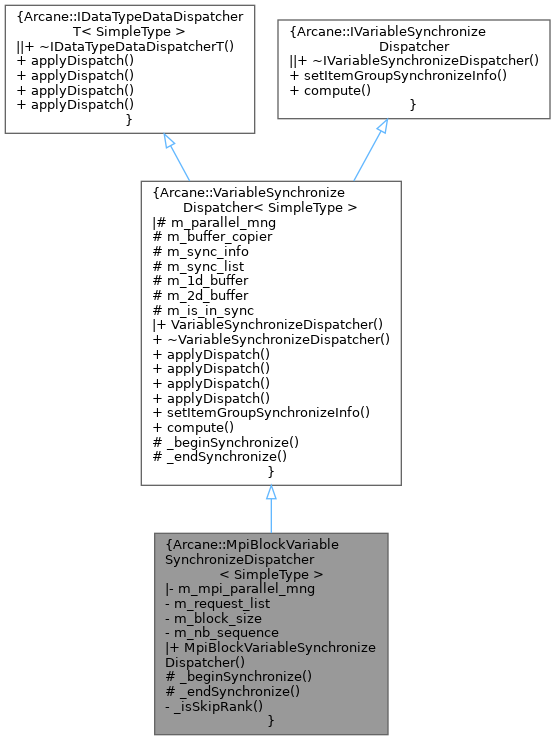 {Arcane::IDataTypeDataDispatcher
T< SimpleType >
||+ ~IDataTypeDataDispatcherT()
+ applyDispatch()
+ applyDispatch()
+ applyDispatch()
+ applyDispatch()
}
{Arcane::IVariableSynchronize
Dispatcher
||+ ~IVariableSynchronizeDispatcher()
+ setItemGroupSynchronizeInfo()
+ compute()
}
{Arcane::VariableSynchronize
Dispatcher< SimpleType >
|# m_parallel_mng
# m_buffer_copier
# m_sync_info
# m_sync_list
# m_1d_buffer
# m_2d_buffer
# m_is_in_sync
|+ VariableSynchronizeDispatcher()
+ ~VariableSynchronizeDispatcher()
+ applyDispatch()
+ applyDispatch()
+ applyDispatch()
+ applyDispatch()
+ setItemGroupSynchronizeInfo()
+ compute()
# _beginSynchronize()
# _endSynchronize()
}
{Arcane::MpiBlockVariable
SynchronizeDispatcher
< SimpleType >
|- m_mpi_parallel_mng
- m_request_list
- m_block_size
- m_nb_sequence
|+ MpiBlockVariableSynchronize
Dispatcher()
# _beginSynchronize()
# _endSynchronize()
- _isSkipRank()
}